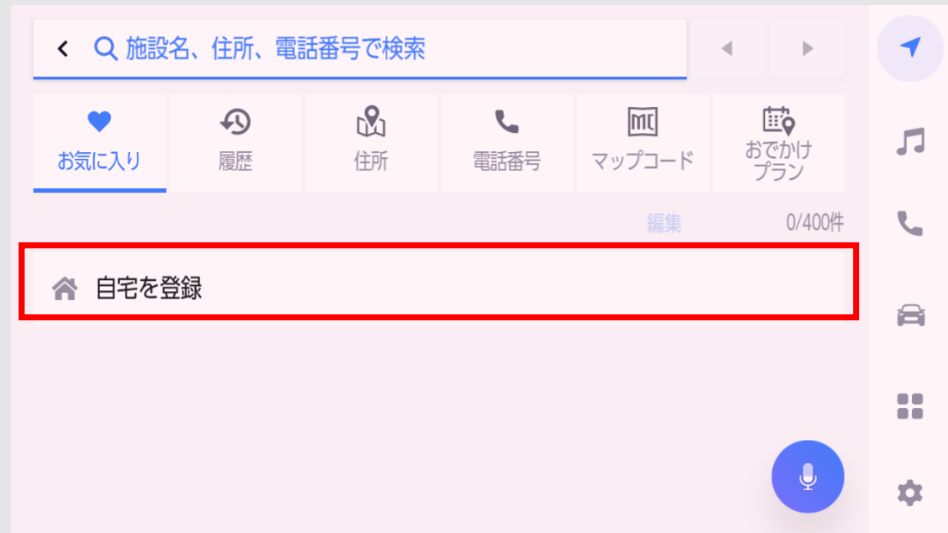 施設名、住所、電話番号で検索
お気に入り
履歴
住所
電話番号
MC
マップコード
おでかけ
プラン
編集
0/400件
自宅を登録